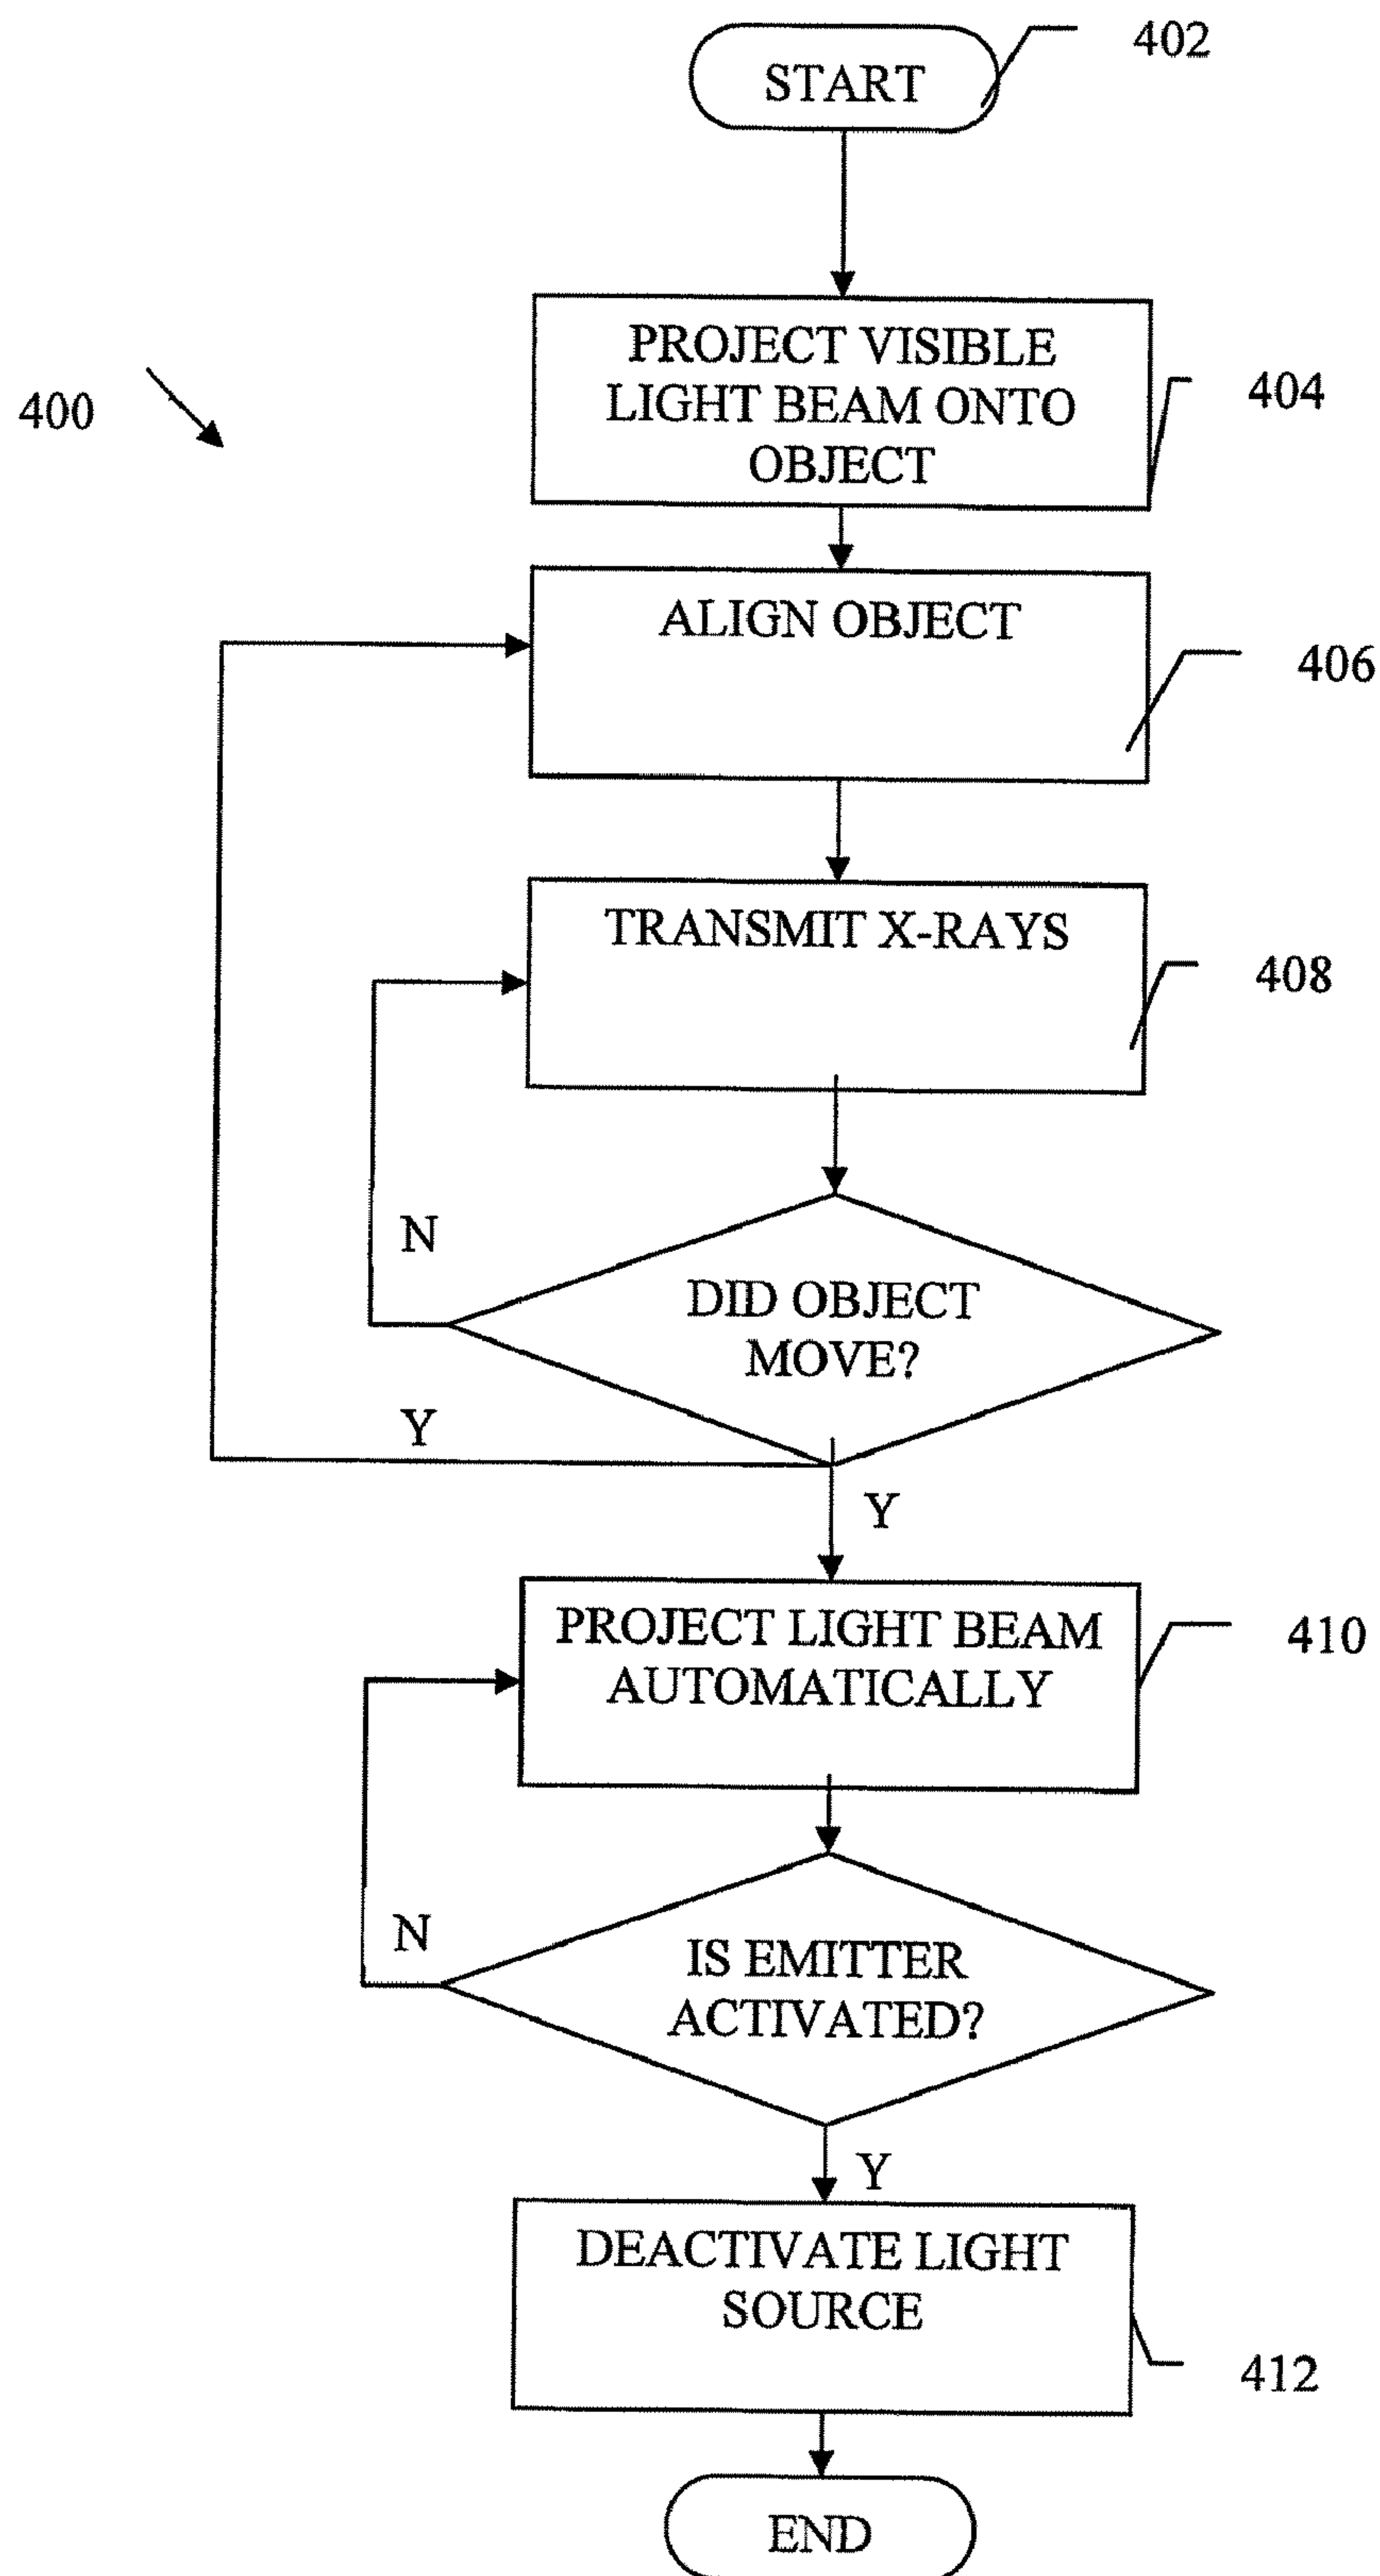 START
402
400
PROJECT VISIBLE
LIGHT BEAM ONTO
OBJECT
404
ALIGN OBJECT
406
TRANSMIT X-RAYS
408
N
DID OBJECT
MOVE?
Y
Y
PROJECT LIGHT BEAM
AUTOMATICALLY
410
N
IS EMITTER
ACTIVATED?
Y
DEACTIVATE LIGHT
SOURCE
412
END